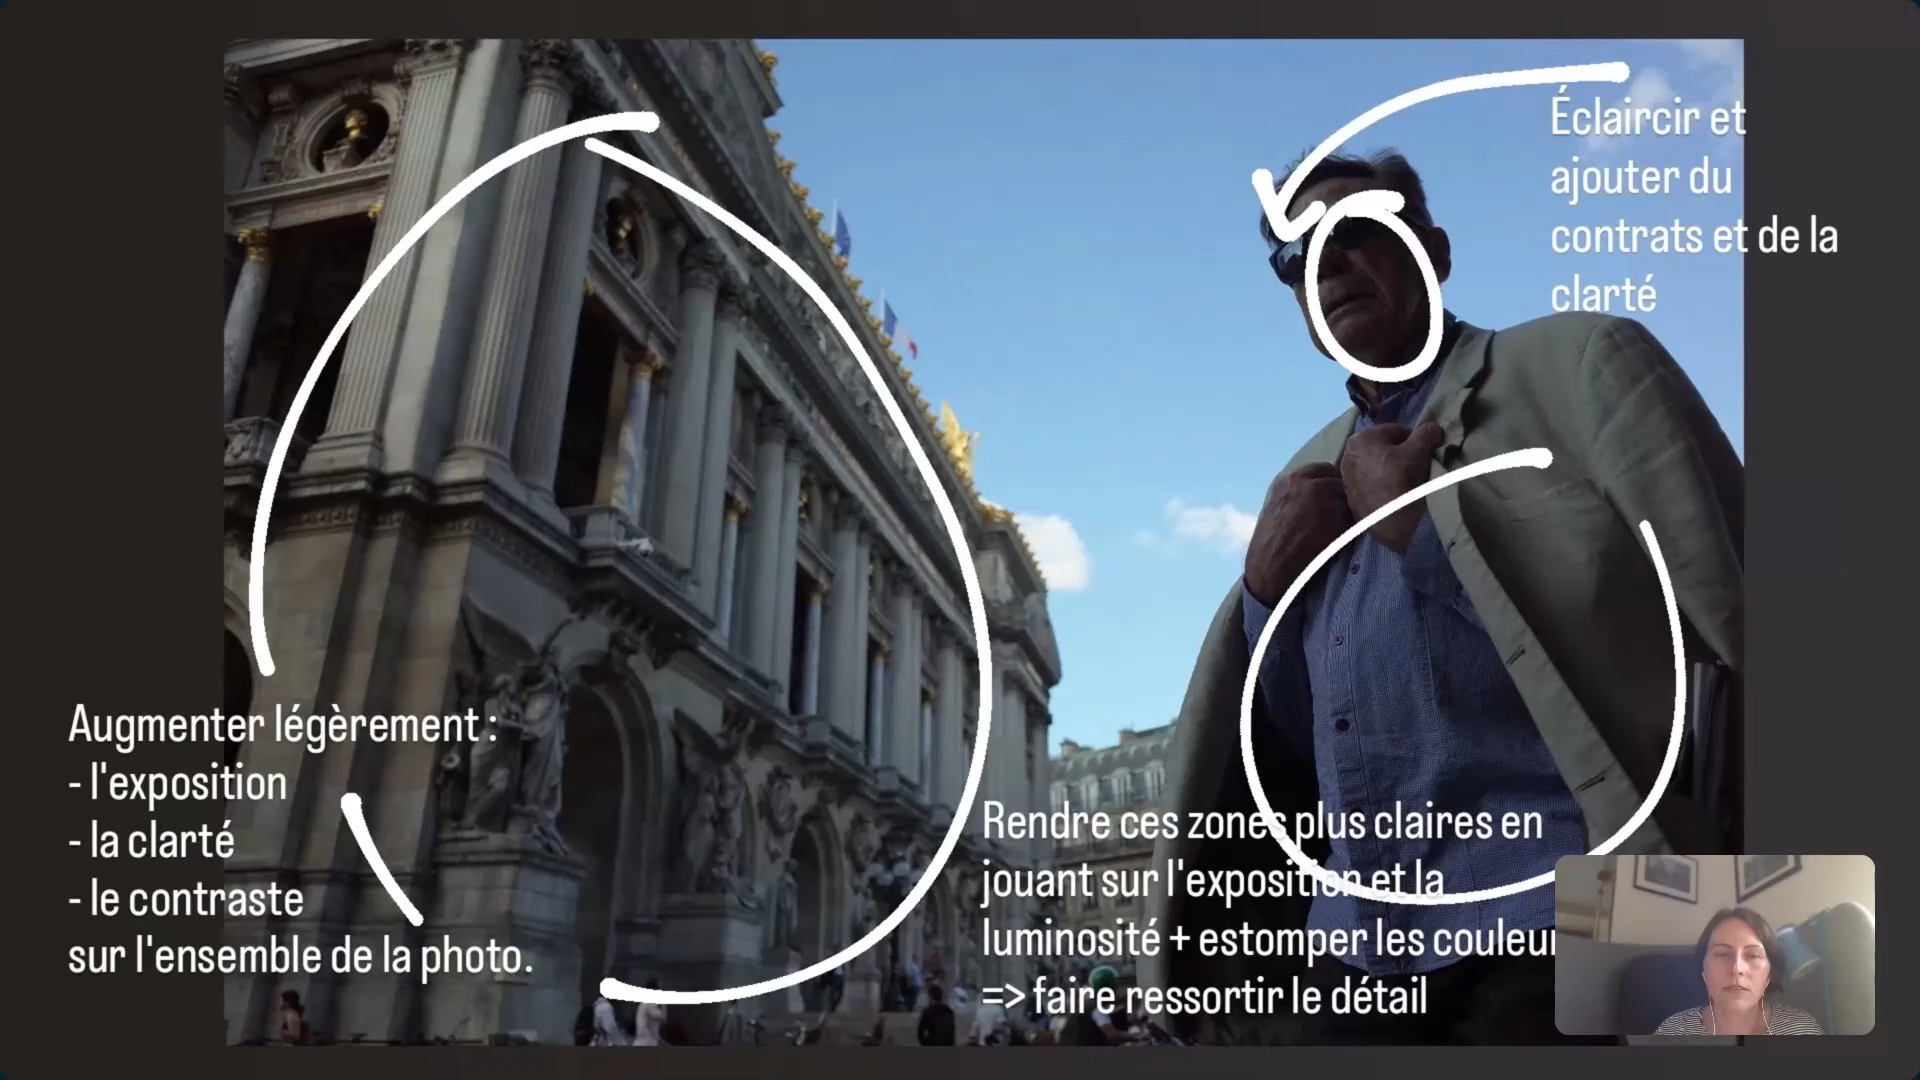 Éclaircir et
ajouter du
contrats et de la
clarté
Augmenter légèrement :
- l'exposition
- la clarté
- le contraste
sur l'ensemble de la photo.
Rendre ces zones plus claires en
jouant sur l'exposition et la
luminosité + estomper les couleur
=> faire ressortir le détail